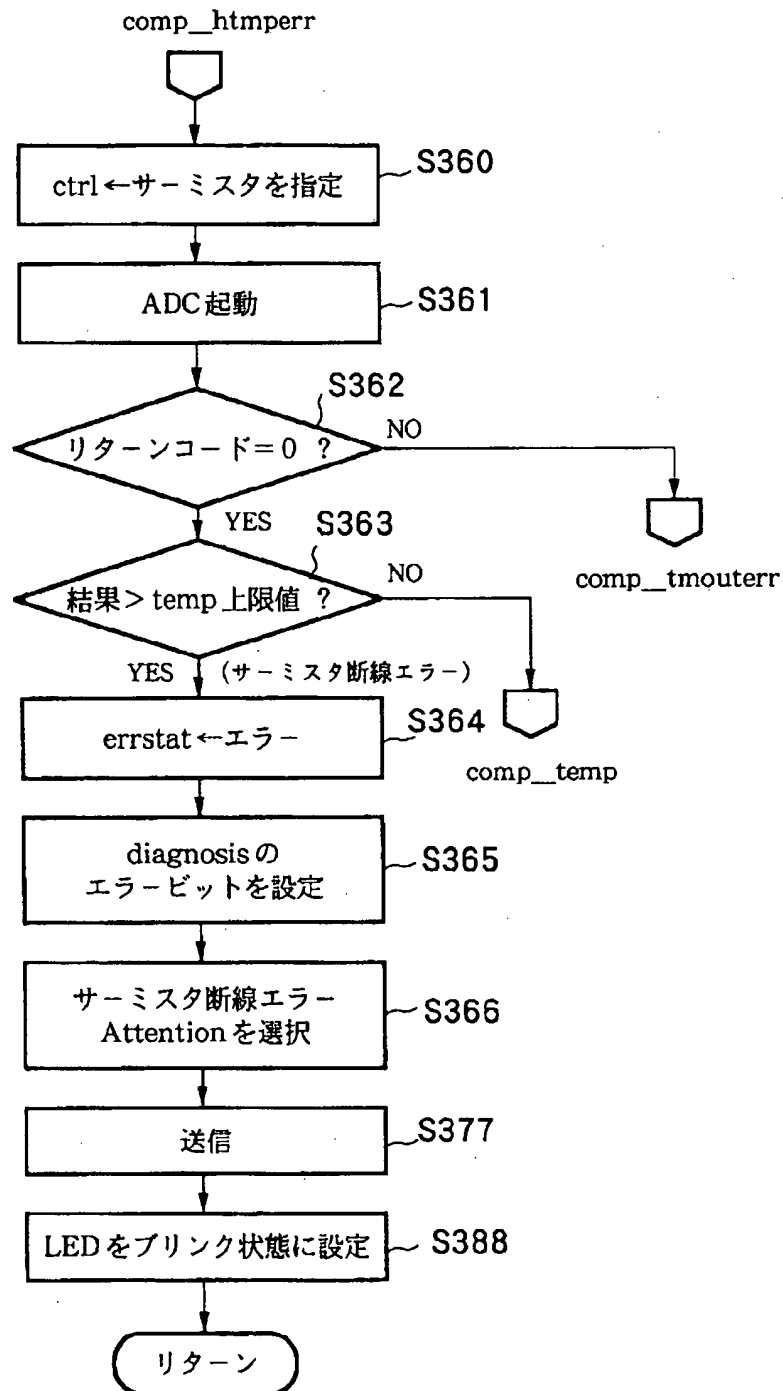 comp__htmperr
ctrl←サーミスタを指定
S360
ADC起動
S361
S362
リターンコード=0 ?
NO
YES
comp__tmouterr
S363
結果>temp上限値 ?
NO
YES (サーミスタ断線エラー)
comp__temp
errstat←エラー
S364
diagnosisの
エラービットを設定
S365
サーミスタ断線エラー
Attentionを選択
S366
送信
S377
LEDをブリンク状態に設定
S388
リターン